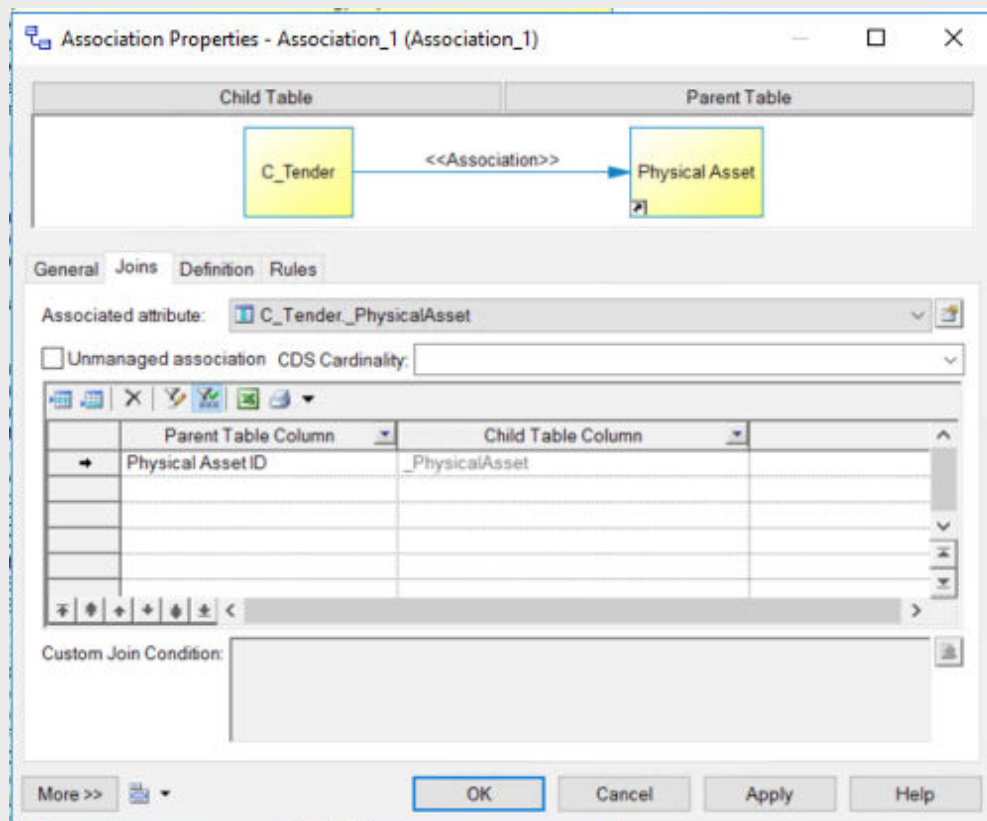 Association Properties - Association_1 (Association_1)
Child Table Parent Table
C_Tender <<Association>> Physical Asset
General Joins Definition Rules
Associated attribute: C_Tender._PhysicalAsset
Unmanaged association CDS Cardinality:
Parent Table Column Child Table Column
Physical Asset ID _PhysicalAsset
Custom Join Condition:
More >> OK Cancel Apply Help